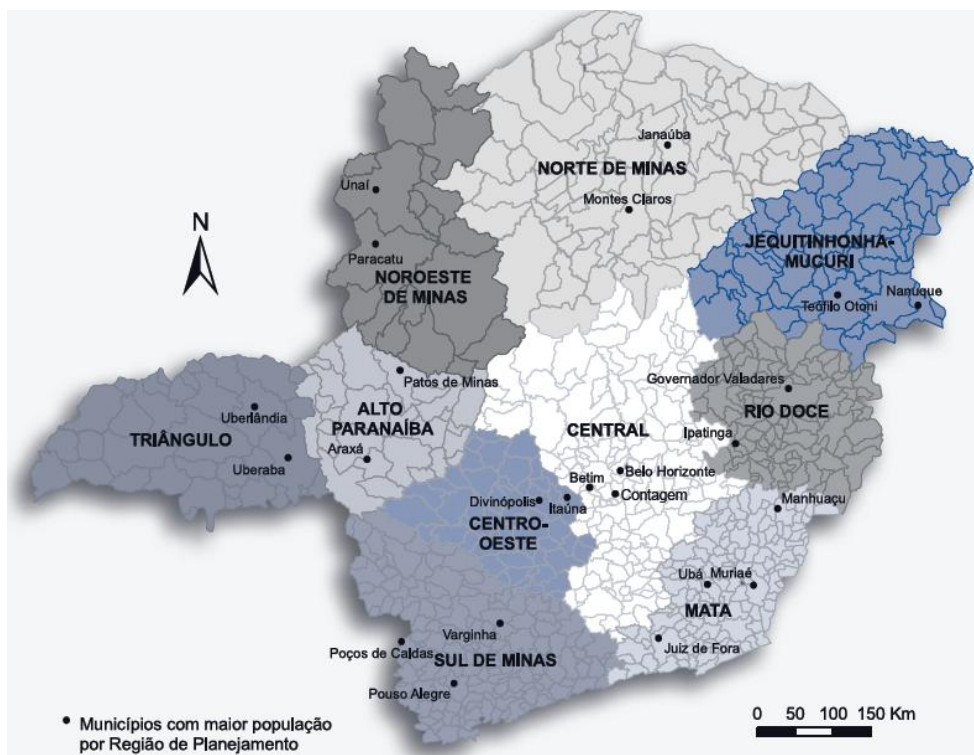 Janaúba
NORTE DE MINAS
Montes Claros
Unaí
N
Paracatu
NOROESTE
DE MINAS
JEQUITINHONHA-
MUCURI
Nanuque
Teófilo Otoni
Patos de Minas
Governador Valadares
RIO DOCE
Uberlândia
TRIÂNGULO
Uberaba
ALTO
PARANAÍBA
Araxá
CENTRAL
Ipatinga
Betim
Belo Horizonte
Contagem
Divinópolis
Itaúna
CENTRO-
OESTE
Manhuaçu
Ubá
Muriaé
MATA
Juiz de Fora
Varginha
Poços de Caldas
SUL DE MINAS
Pouso Alegre
Municípios com maior população
por Região de Planejamento
0 50 100 150 Km